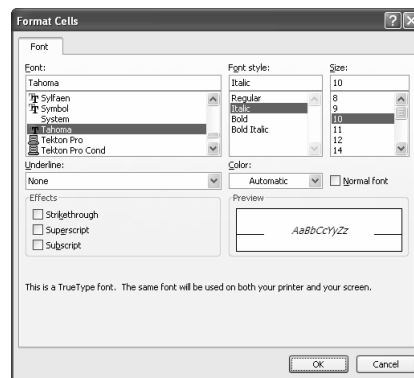 Format Cells
Font
Font: Font style: Size:
Tahoma Italic 10
Sylfaen Regular 8
Symbol Italic 9
System Bold 10
Tahoma Bold Italic 11
Tekton Pro 12
Tekton Pro Cond 14
Underline: Color:
None Automatic Normal font
Effects Preview
Strikethrough
Superscript AaBbCcYyZz
Subscript
This is a TrueType font. The same font will be used on both your printer and your screen.
OK Cancel